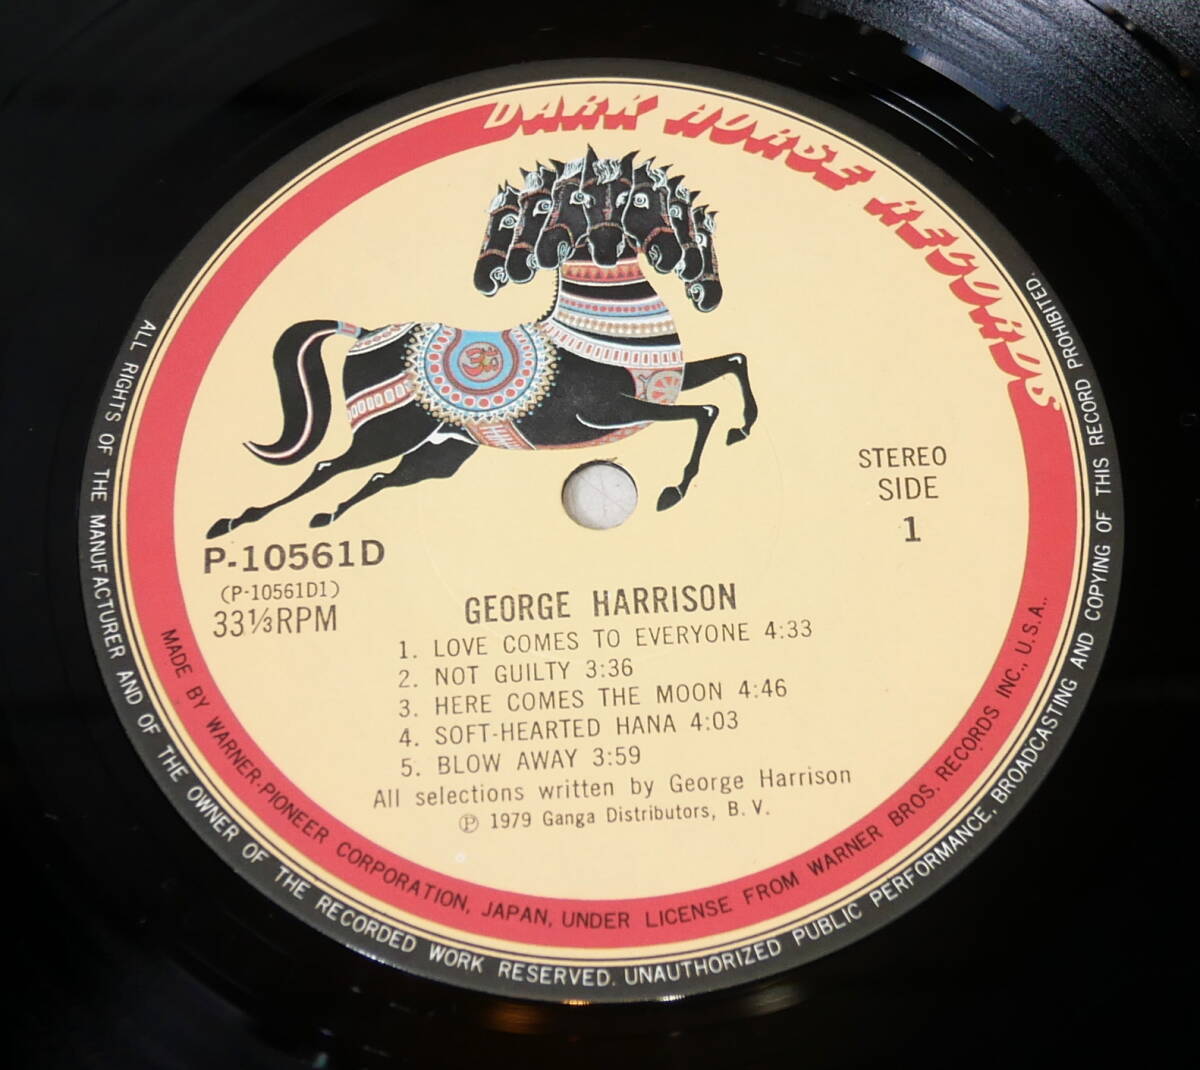 DARK HORSE RECORDS
STEREO
SIDE
1
P-10561D
(P-10561D1)
33⅓RPM
GEORGE HARRISON
1. LOVE COMES TO EVERYONE 4:33
2. NOT GUILTY 3:36
3. HERE COMES THE MOON 4:46
4. SOFT-HEARTED HANA 4:03
5. BLOW AWAY 3:59
All selections written by George Harrison
Ⓟ 1979 Ganga Distributors, B. V.
MADE BY WARNER-PIONEER CORPORATION, JAPAN, UNDER LICENSE FROM WARNER BROS. RECORDS INC., U.S.A..
ALL RIGHTS OF THE MANUFACTURER AND OF THE OWNER OF THE RECORDED WORK RESERVED. UNAUTHORIZED PUBLIC PERFORMANCE, BROADCASTING AND COPYING OF THIS RECORD PROHIBITED.